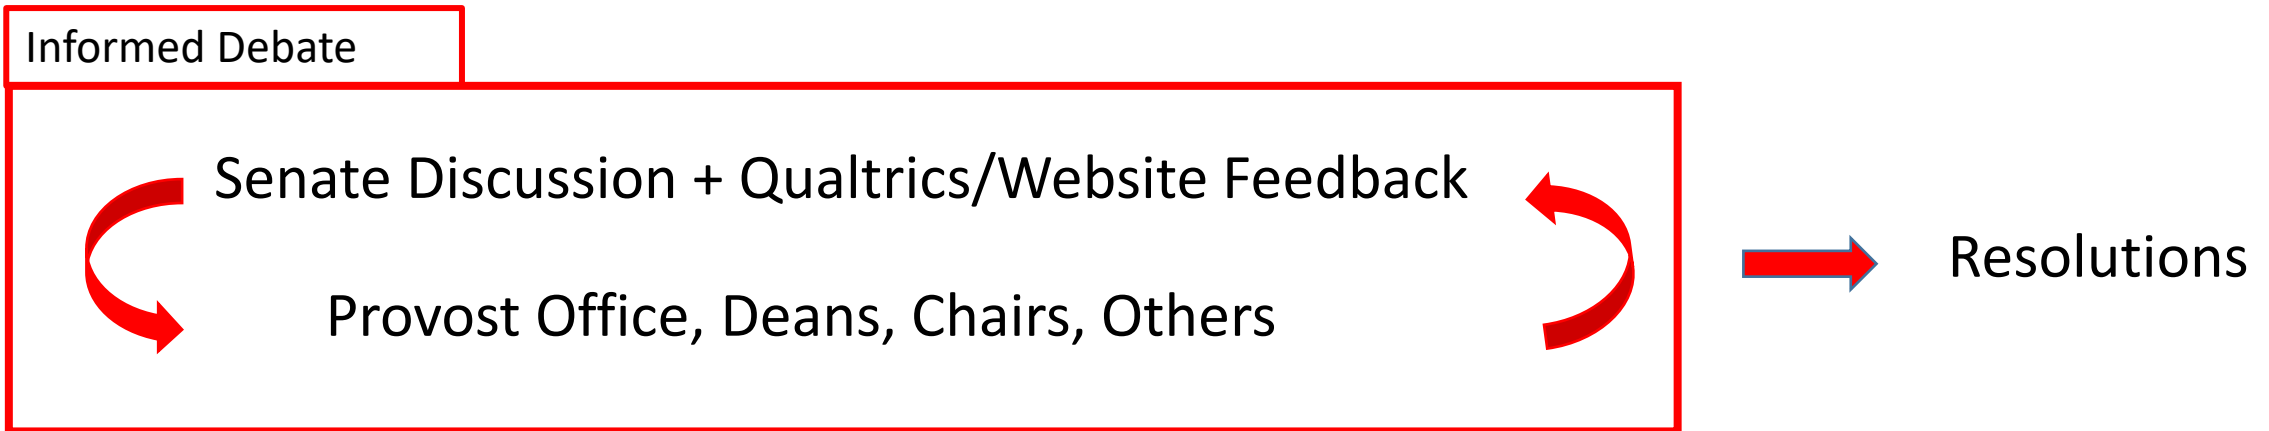 Informed Debate
Senate Discussion + Qualtrics/Website Feedback
Provost Office, Deans, Chairs, Others
Resolutions